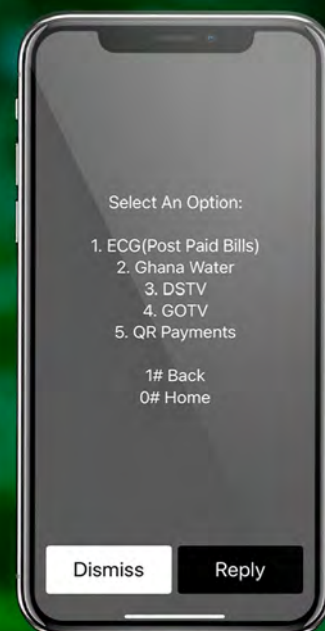 Select An Option:
1. ECG(Post Paid Bills)
2. Ghana Water
3. DSTV
4. GOTV
5. QR Payments
1# Back
0# Home
Dismiss
Reply